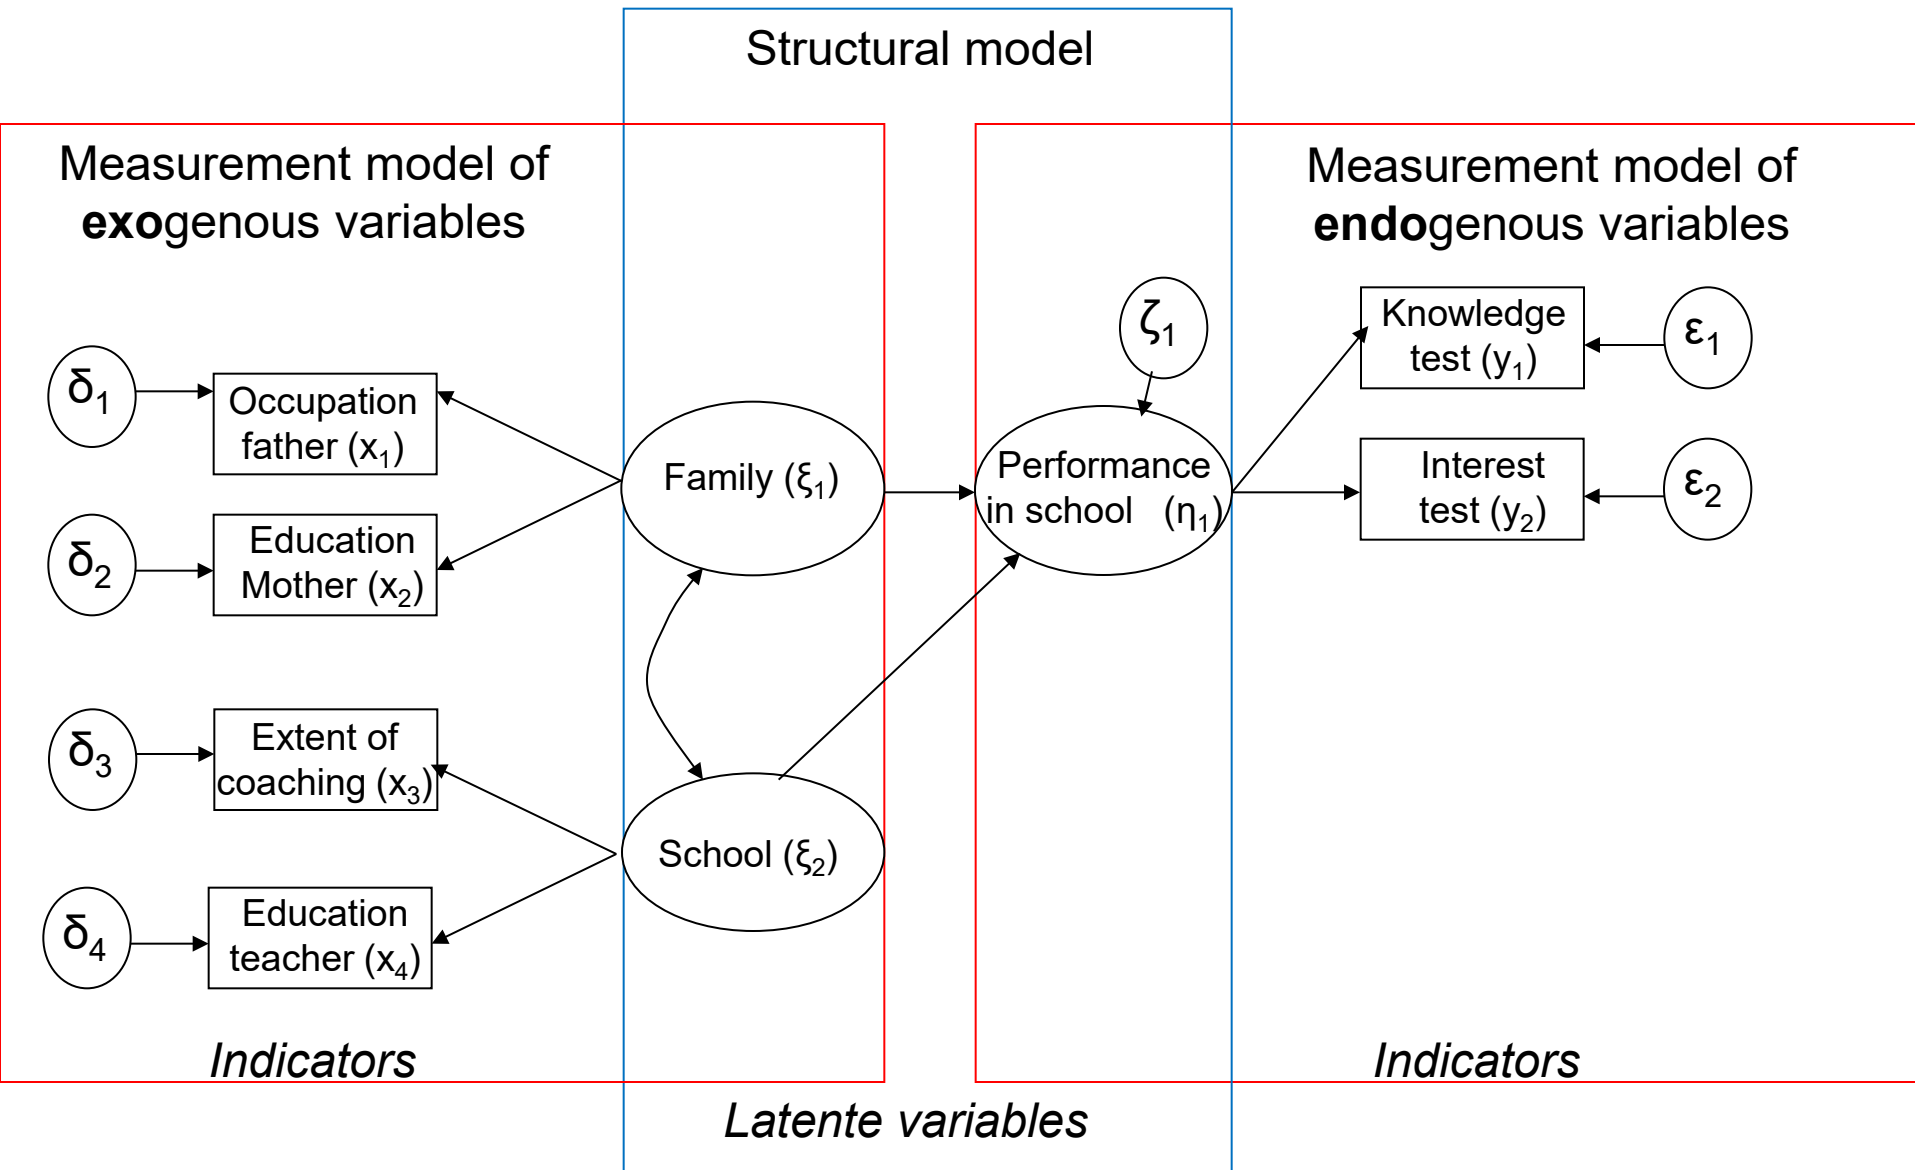 Structural model
Measurement model of
exogenous variables
Measurement model of
endogenous variables
δ1
Occupation
father (x1)
δ2
Education
Mother (x2)
δ3
Extent of
coaching (x3)
δ4
Education
teacher (x4)
Family (ξ1)
School (ξ2)
ζ1
Performance
in school (η1)
Knowledge
test (y1)
ε1
Interest
test (y2)
ε2
Indicators
Indicators
Latente variables